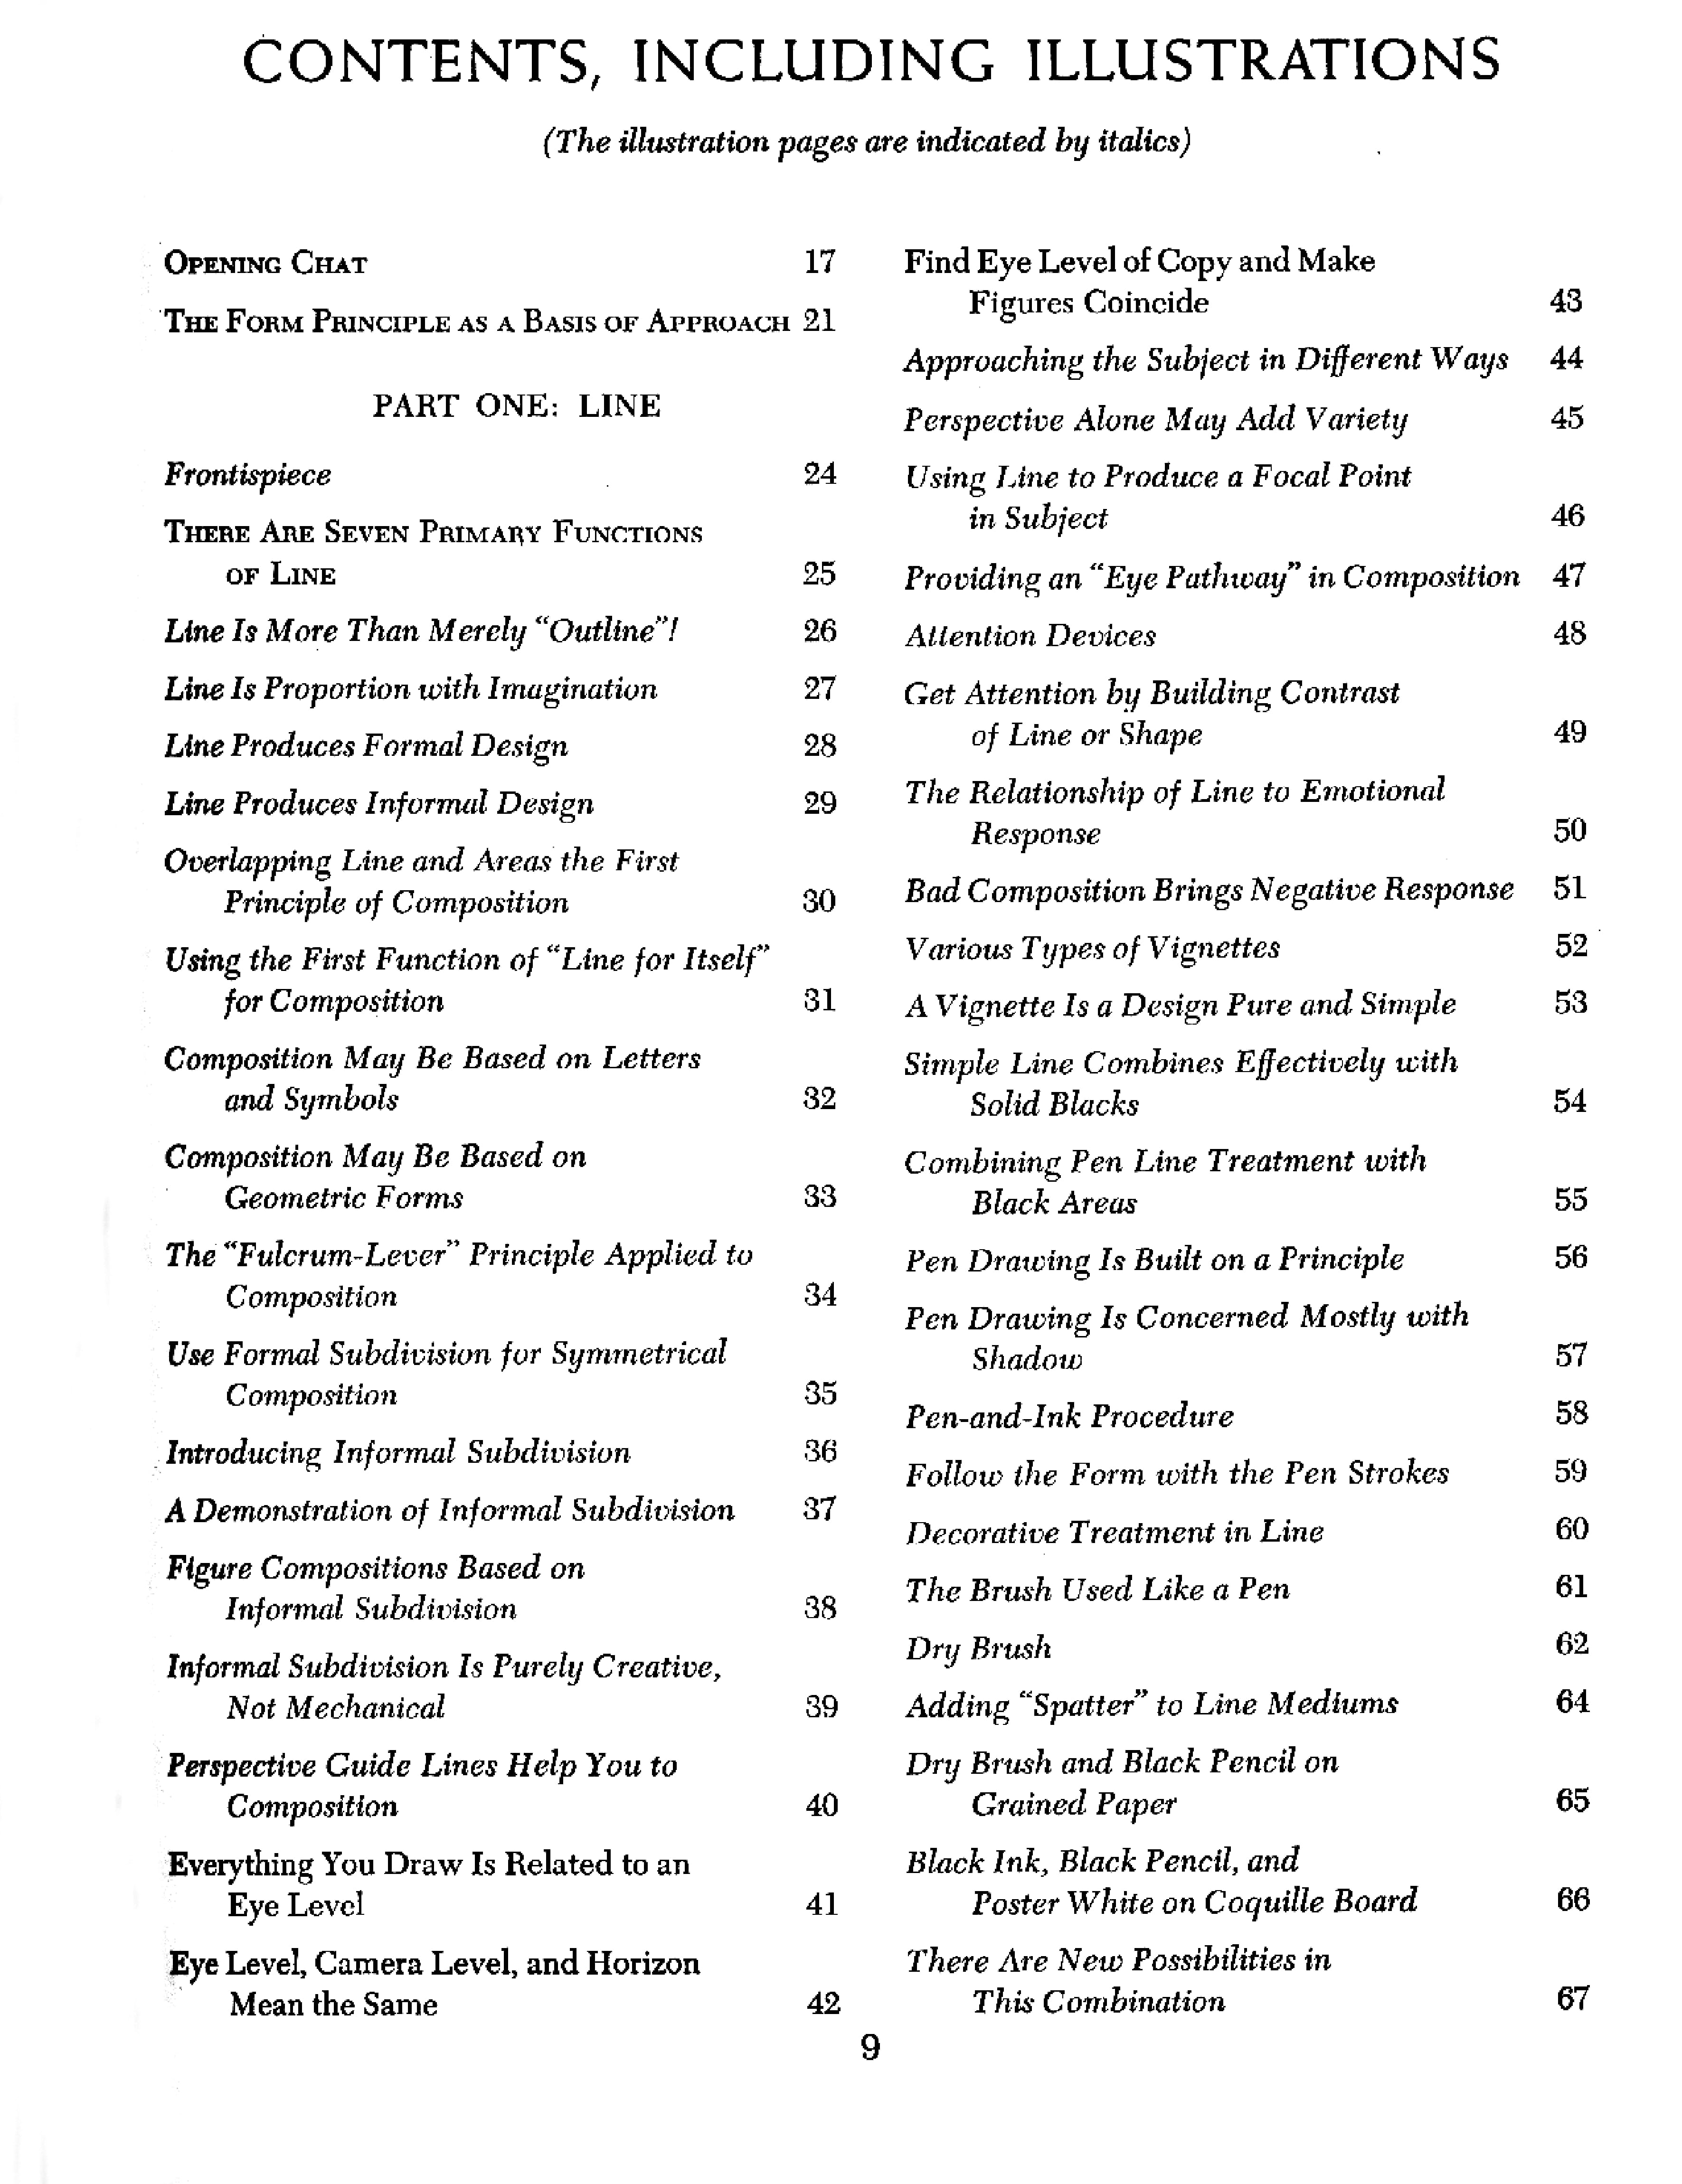 CONTENTS, INCLUDING ILLUSTRATIONS
(The illustration pages are indicated by italics)
OPENING CHAT 17
THE FORM PRINCIPLE AS A BASIS OF APPROACH 21
PART ONE: LINE
Frontispiece 24
THERE ARE SEVEN PRIMARY FUNCTIONS
OF LINE 25
Line Is More Than Merely “Outline”! 26
Line Is Proportion with Imagination 27
Line Produces Formal Design 28
Line Produces Informal Design 29
Overlapping Line and Areas the First
Principle of Composition 30
Using the First Function of “Line for Itself”
for Composition 31
Composition May Be Based on Letters
and Symbols 32
Composition May Be Based on
Geometric Forms 33
The “Fulcrum-Lever” Principle Applied to
Composition 34
Use Formal Subdivision for Symmetrical
Composition 35
Introducing Informal Subdivision 36
A Demonstration of Informal Subdivision 37
Figure Compositions Based on
Informal Subdivision 38
Informal Subdivision Is Purely Creative,
Not Mechanical 39
Perspective Guide Lines Help You to
Composition 40
Everything You Draw Is Related to an
Eye Level 41
Eye Level, Camera Level, and Horizon
Mean the Same 42
Find Eye Level of Copy and Make
Figures Coincide 43
Approaching the Subject in Different Ways 44
Perspective Alone May Add Variety 45
Using Line to Produce a Focal Point
in Subject 46
Providing an “Eye Pathway” in Composition 47
Attention Devices 48
Get Attention by Building Contrast
of Line or Shape 49
The Relationship of Line to Emotional
Response 50
Bad Composition Brings Negative Response 51
Various Types of Vignettes 52
A Vignette Is a Design Pure and Simple 53
Simple Line Combines Effectively with
Solid Blacks 54
Combining Pen Line Treatment with
Black Areas 55
Pen Drawing Is Built on a Principle 56
Pen Drawing Is Concerned Mostly with
Shadow 57
Pen-and-Ink Procedure 58
Follow the Form with the Pen Strokes 59
Decorative Treatment in Line 60
The Brush Used Like a Pen 61
Dry Brush 62
Adding “Spatter” to Line Mediums 64
Dry Brush and Black Pencil on
Grained Paper 65
Black Ink, Black Pencil, and
Poster White on Coquille Board 66
There Are New Possibilities in
This Combination 67
9